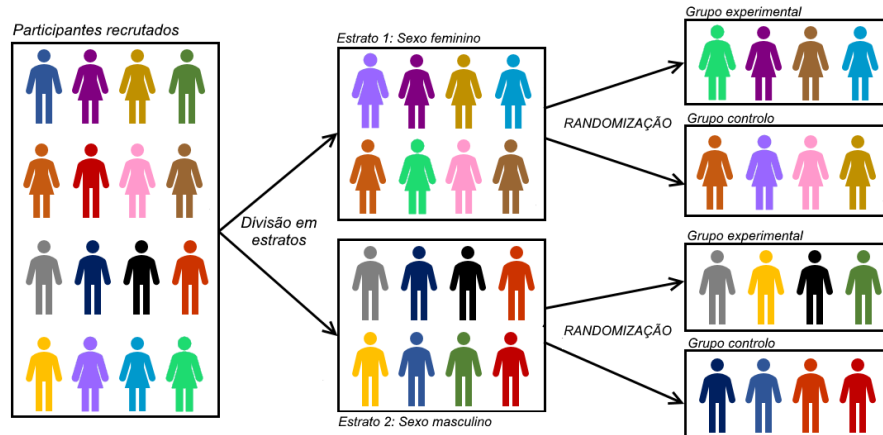 Participantes recrutados
Divisão em
estratos
Estrato 1: Sexo feminino
Estrato 2: Sexo masculino
RANDOMIZAÇÃO
Grupo experimental
Grupo controlo
RANDOMIZAÇÃO
Grupo experimental
Grupo controlo